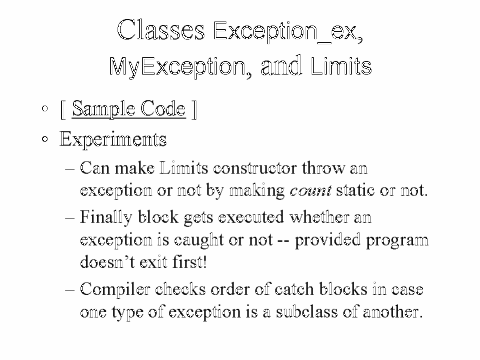 Classes Exception_ex,
MyException, and Limits
◦ [ Sample Code ]
◦ Experiments
– Can make Limits constructor throw an
exception or not by making count static or not.
– Finally block gets executed whether an
exception is caught or not -- provided program
doesn’t exit first!
– Compiler checks order of catch blocks in case
one type of exception is a subclass of another.